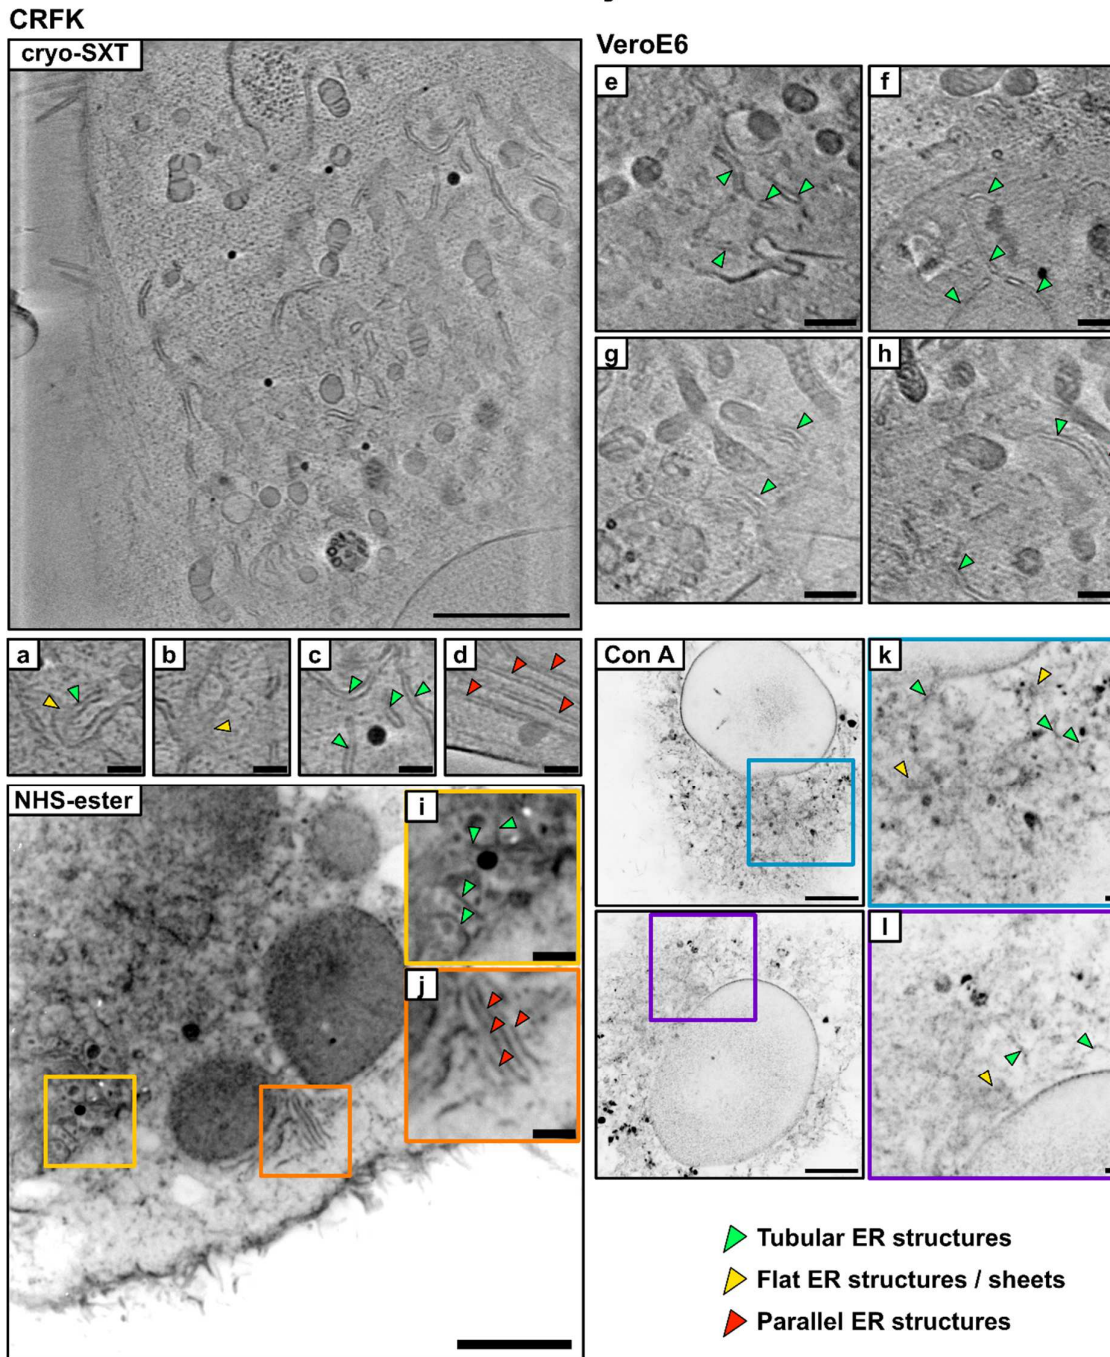 CRFK
cryo-SXT
VeroE6
e
f
g
h
a
b
c
d
Con A
k
NHS-ester
i
j
l
Tubular ER structures
Flat ER structures / sheets
Parallel ER structures